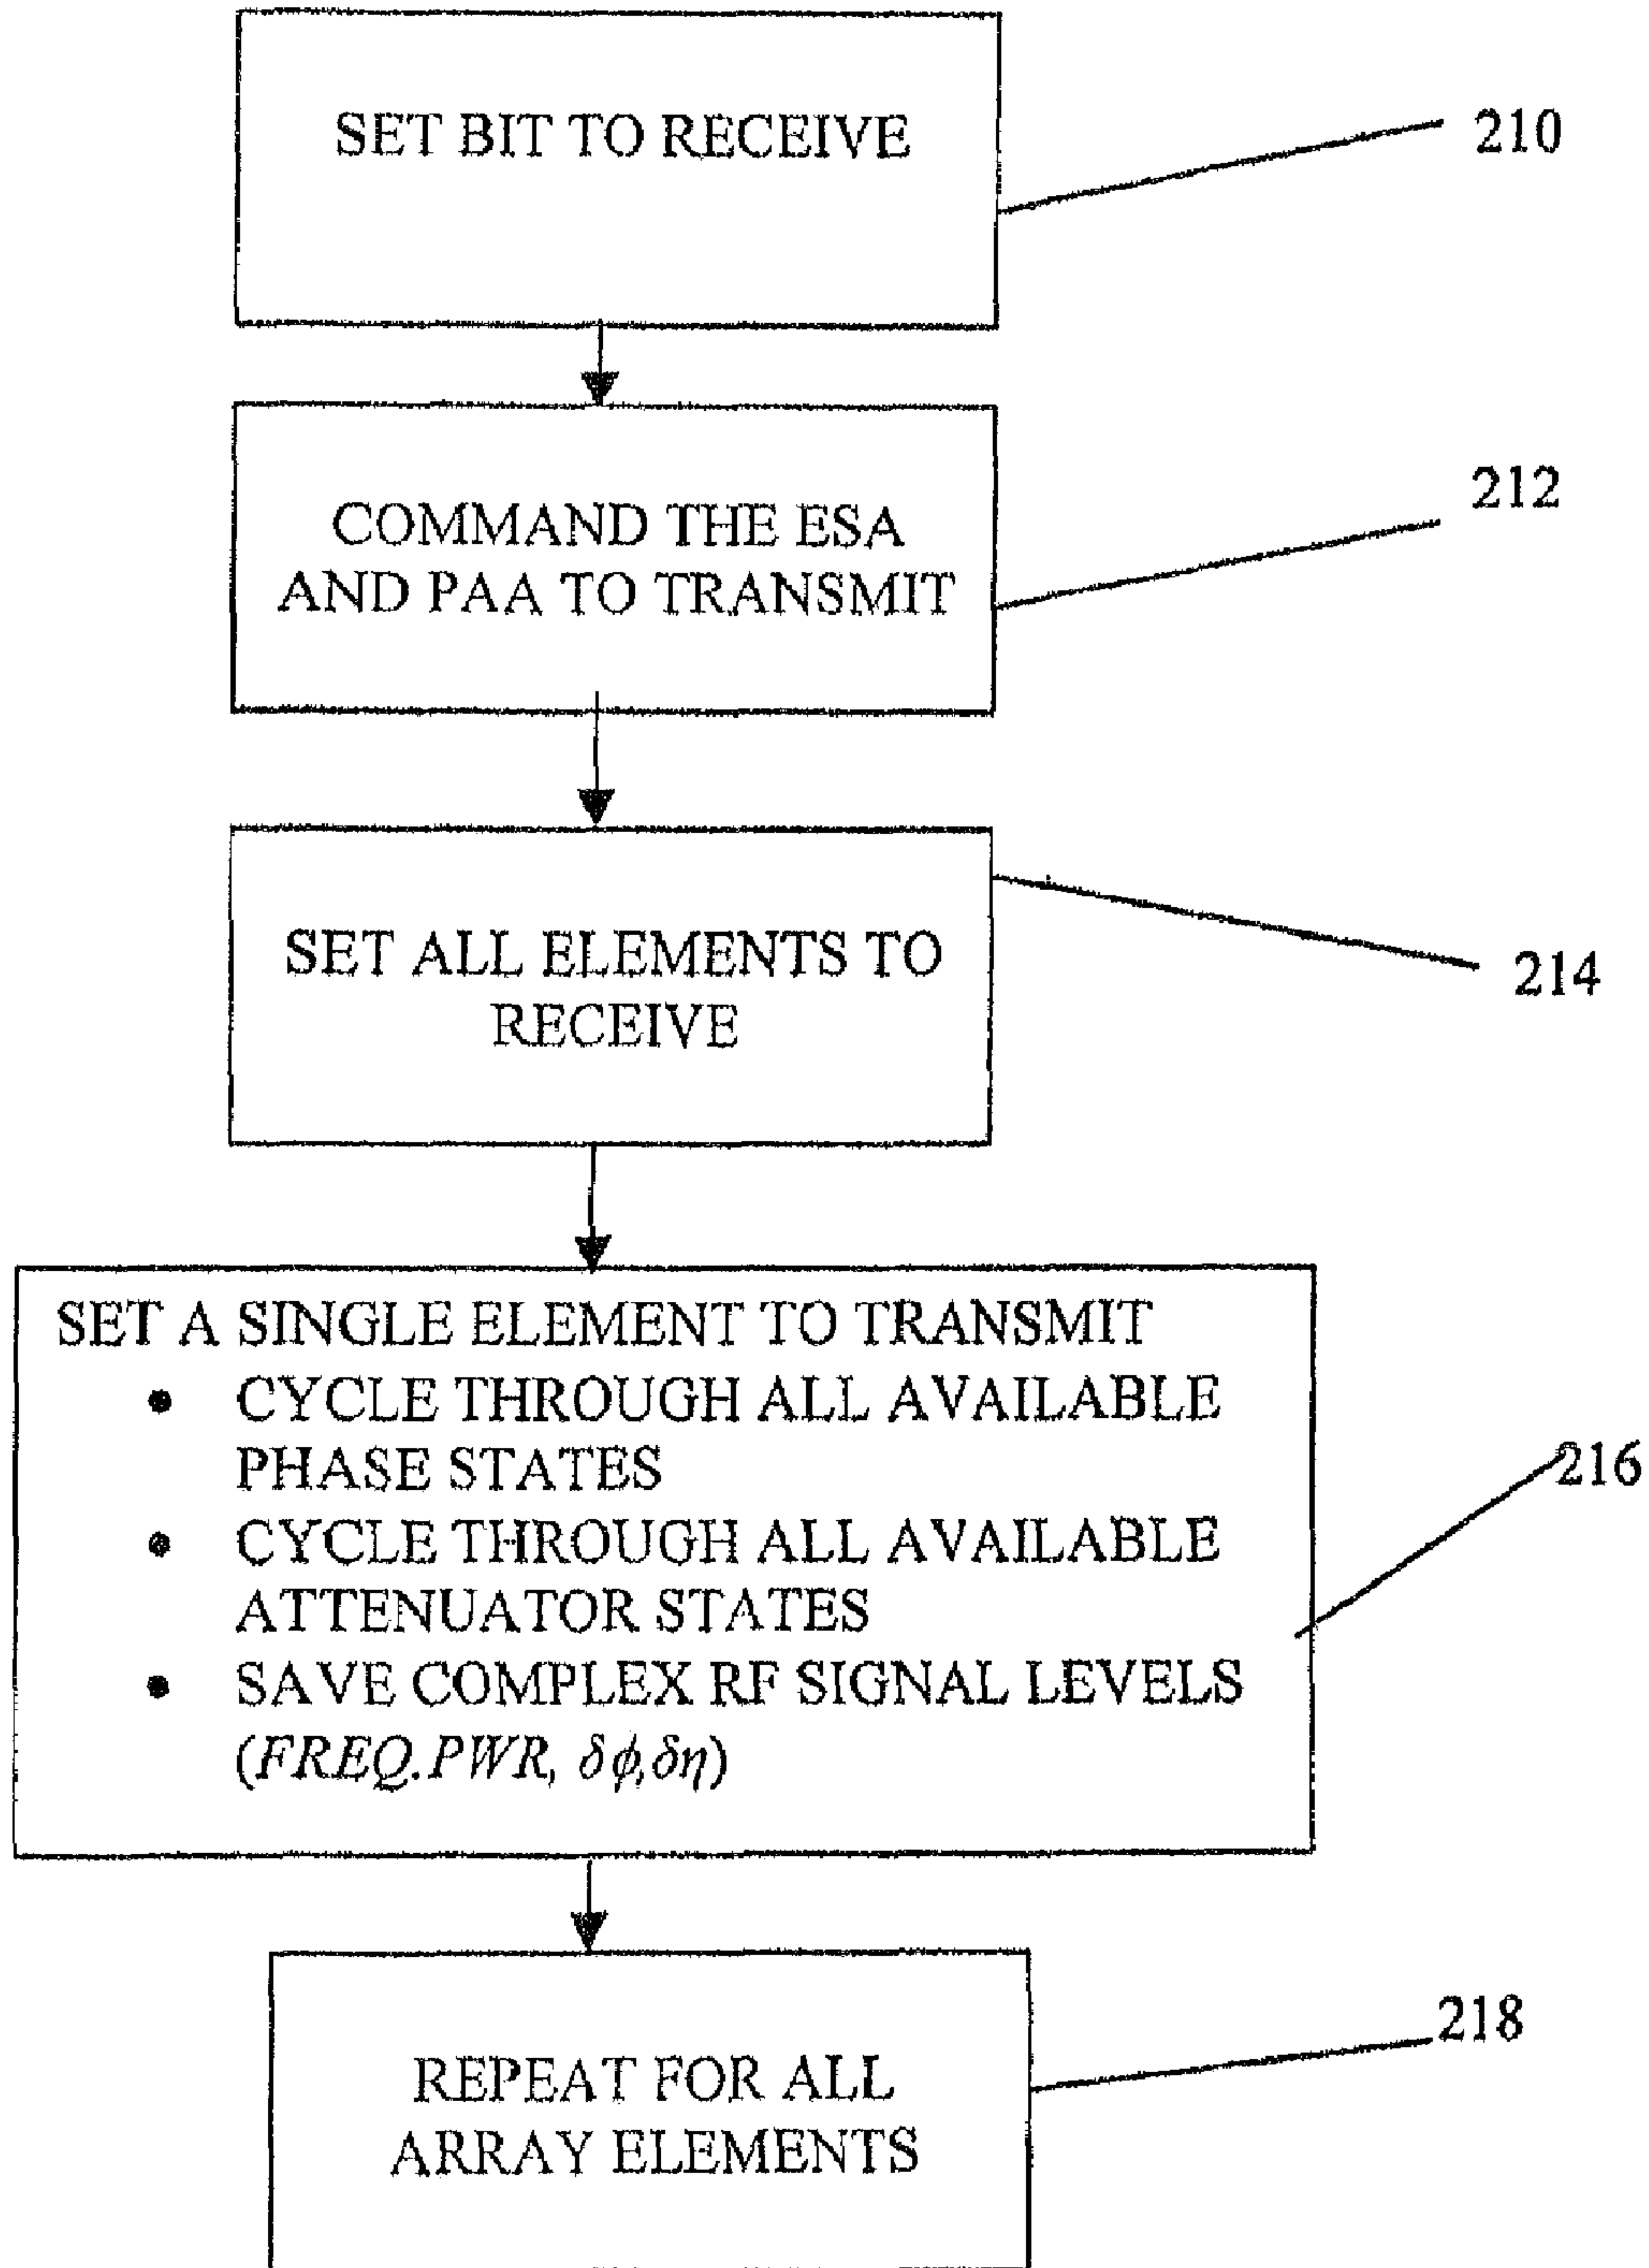 SET BIT TO RECEIVE
210
COMMAND THE ESA
AND PAA TO TRANSMIT
212
SET ALL ELEMENTS TO
RECEIVE
214
SET A SINGLE ELEMENT TO TRANSMIT
• CYCLE THROUGH ALL AVAILABLE
PHASE STATES
• CYCLE THROUGH ALL AVAILABLE
ATTENUATOR STATES
• SAVE COMPLEX RF SIGNAL LEVELS
(FREQ.PWR, δϕ,δη)
216
REPEAT FOR ALL
ARRAY ELEMENTS
218